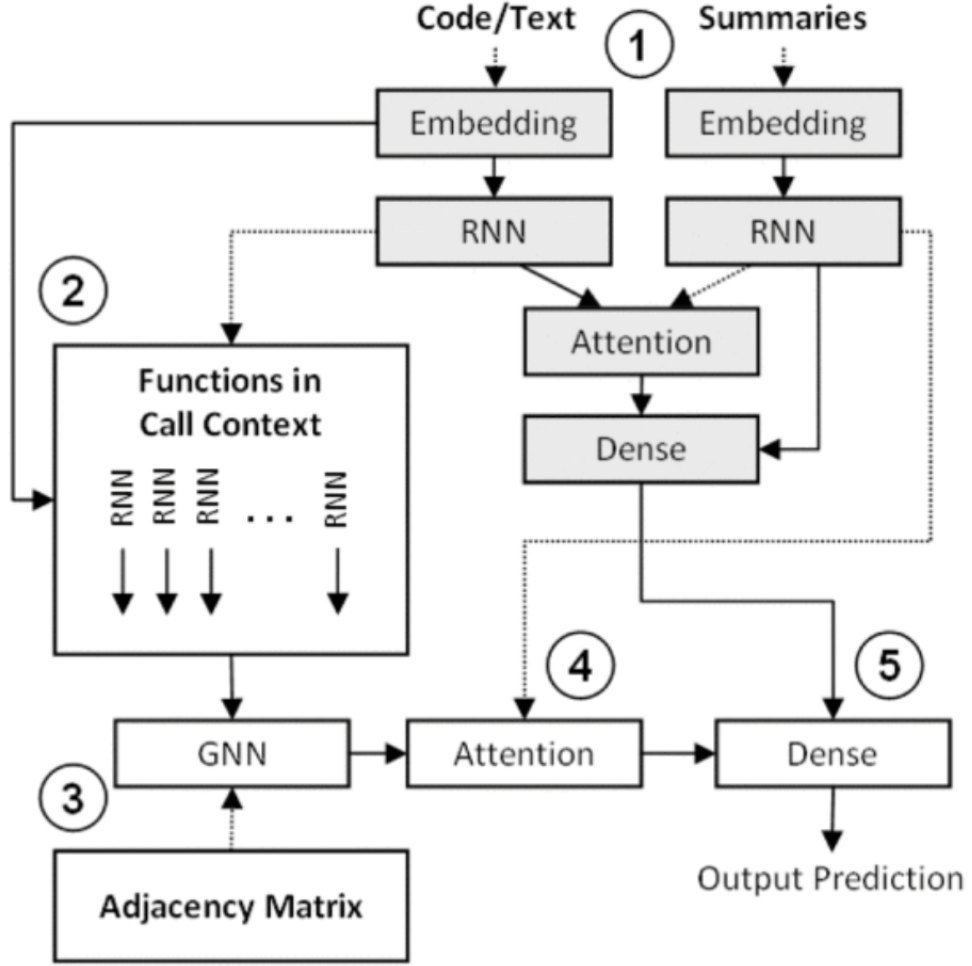 Code/Text
1
Summaries
Embedding
Embedding
RNN
RNN
2
Attention
Functions in
Call Context
Dense
RNN RNN RNN ... RNN
4
5
GNN
Attention
Dense
3
Adjacency Matrix
Output Prediction